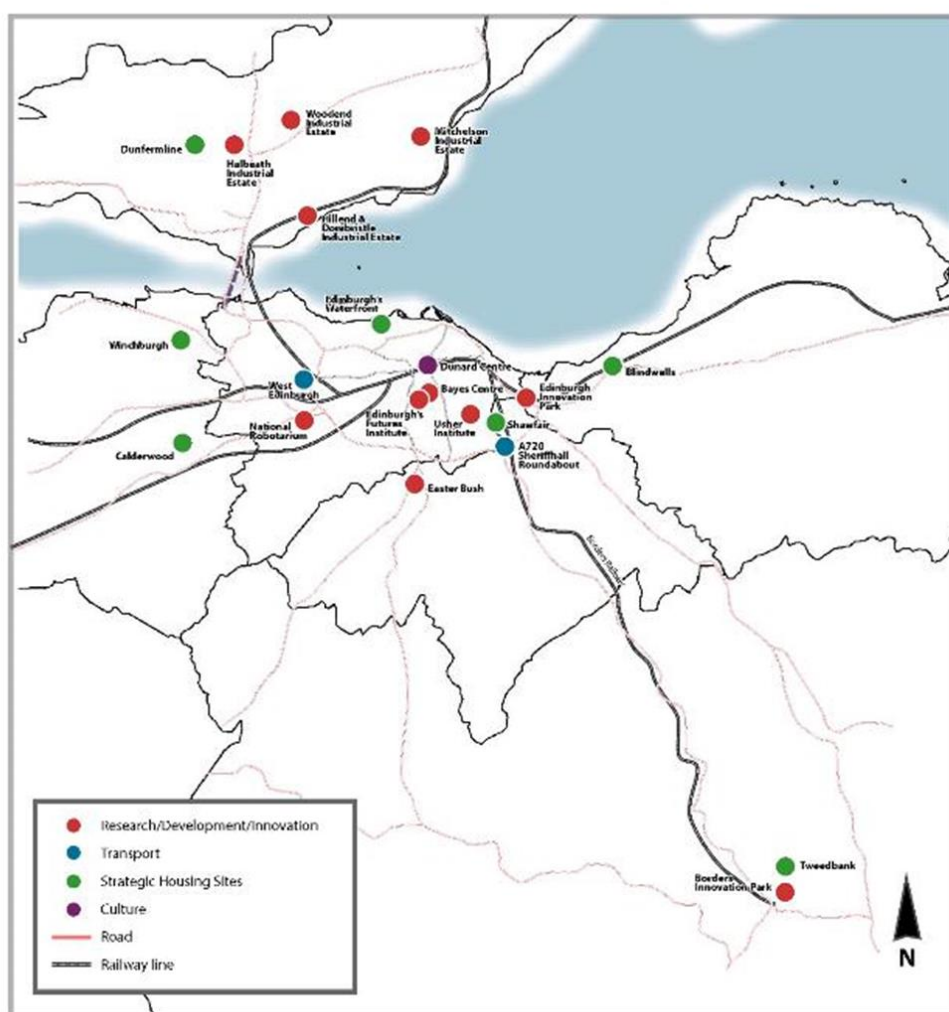 Woodend
Industrial
Estate
Mitchelson
Industrial
Estate
Dunfermline
Halbeath
Industrial
Estate
Hillend &
Donibristle
Industrial Estate
Edinburgh's
Waterfront
Winchburgh
Dunard Centre
Blindwells
West
Edinburgh
Bayes Centre
Edinburgh
Innovation
Park
National
Robotarium
Edinburgh's
Futures
Institute
Usher
Institute
Shawfair
Calderwood
A720
Sheriffhall
Roundabout
Easter Bush
Borders Railway
Tweedbank
Borders
Innovation Park
Research/Development/Innovation
Transport
Strategic Housing Sites
Culture
Road
Railway line
N